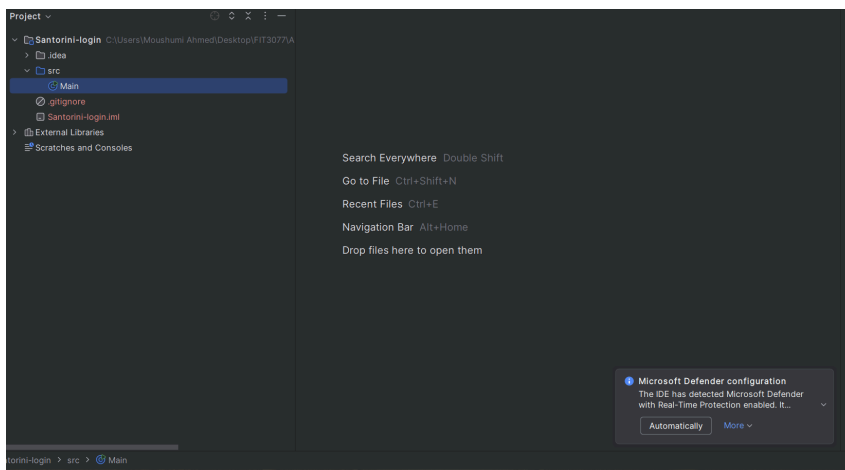 Project
Santorini-login C:\Users\Moushumi Ahmed\Desktop\FIT3077\A
.idea
src
Main
.gitignore
Santorini-login.iml
External Libraries
Scratches and Consoles
Search Everywhere Double Shift
Go to File Ctrl+Shift+N
Recent Files Ctrl+E
Navigation Bar Alt+Home
Drop files here to open them
Microsoft Defender configuration
The IDE has detected Microsoft Defender
with Real-Time Protection enabled. It...
Automatically More
torini-login > src > Main